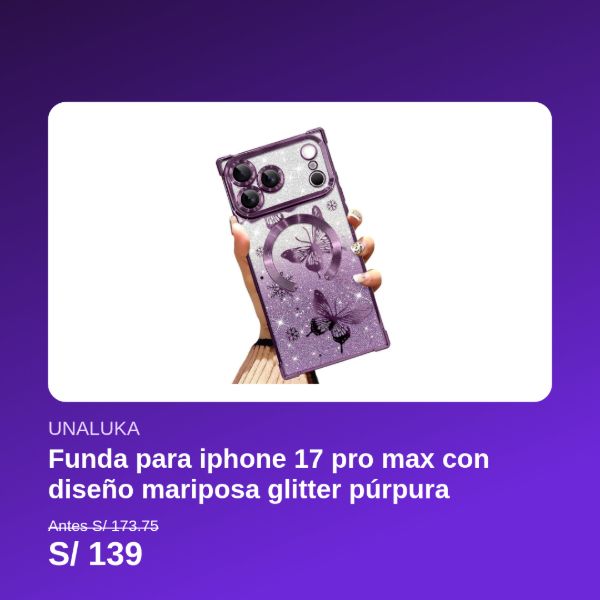 UNALUKA
Funda para iphone 17 pro max con
diseño mariposa glitter púrpura
Antes S/ 173.75
S/ 139